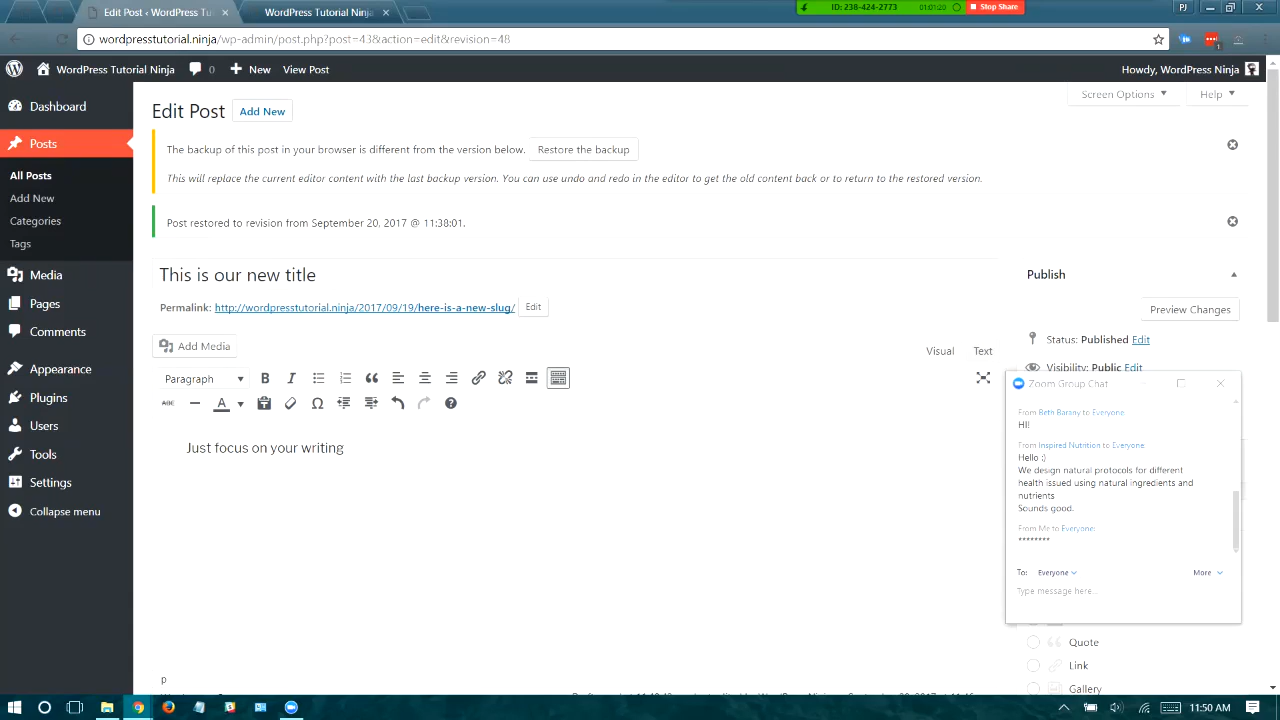 Edit Post ‹ WordPress Tut
WordPress Tutorial Ninja
ID: 238-424-2773
01:01:20
Stop Share
PJ
wordpresstutorial.ninja/wp-admin/post.php?post=43&action=edit&revision=48
WordPress Tutorial Ninja
0
New
View Post
Howdy, WordPress Ninja
Dashboard
Posts
All Posts
Add New
Categories
Tags
Media
Pages
Comments
Appearance
Plugins
Users
Tools
Settings
Collapse menu
Screen Options
Help
Edit Post
Add New
The backup of this post in your browser is different from the version below.
Restore the backup
This will replace the current editor content with the last backup version. You can use undo and redo in the editor to get the old content back or to return to the restored version.
Post restored to revision from September 20, 2017 @ 11:38:01.
This is our new title
Permalink: http://wordpresstutorial.ninja/2017/09/19/here-is-a-new-slug/
Edit
Add Media
Visual
Text
Paragraph
B
I
ABC
A
Just focus on your writing
p
Publish
Preview Changes
Status: Published Edit
Visibility: Public Edit
Zoom Group Chat
From Beth Barany to Everyone:
HI!
From Inspired Nutrition to Everyone:
Hello :)
We design natural protocols for different
health issued using natural ingredients and
nutrients
Sounds good.
From Me to Everyone:
********
To: Everyone
More
Type message here...
Quote
Link
Gallery
11:50 AM